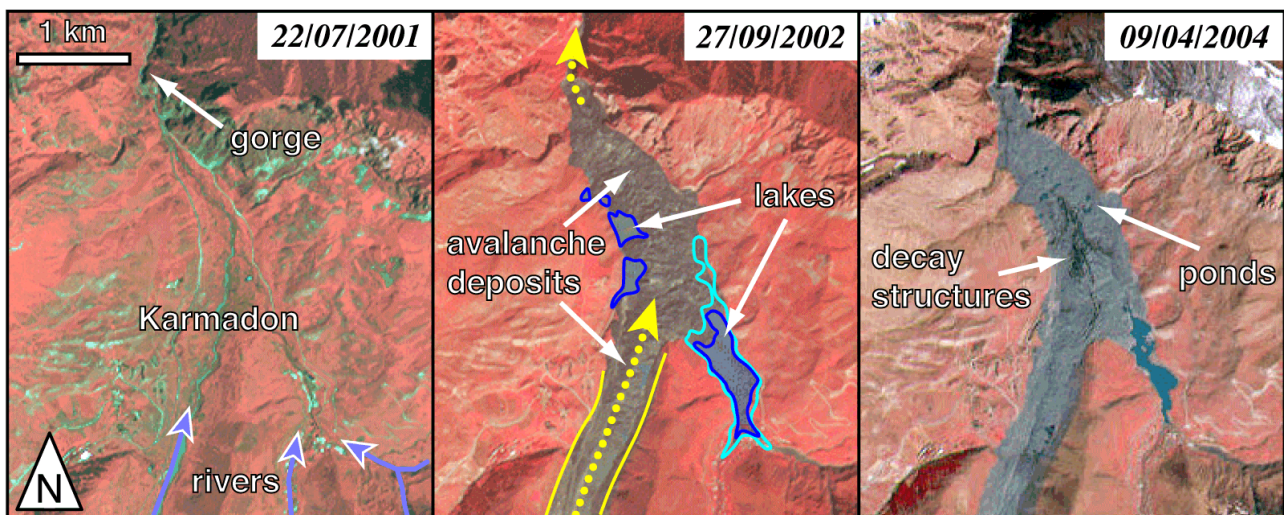 22/07/2001
1 km
gorge
Karmadon
rivers
N
27/09/2002
lakes
avalanche
deposits
09/04/2004
decay
structures
ponds